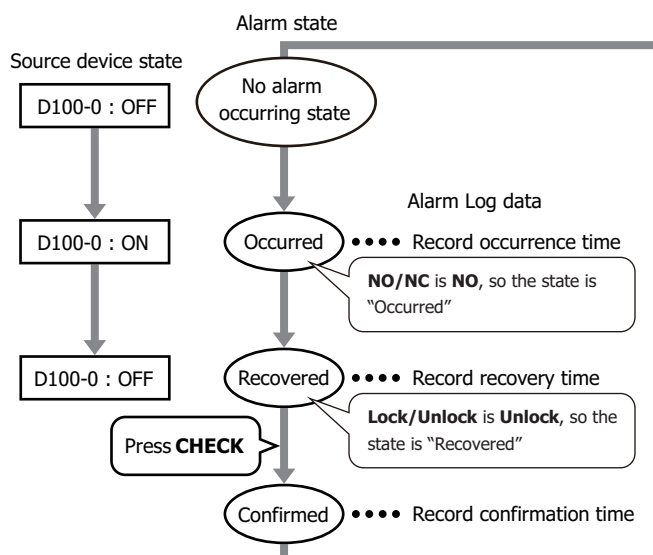 Alarm state
Source device state
D100-0 : OFF
No alarm
occurring state
Alarm Log data
D100-0 : ON
Occurred
•••• Record occurrence time
NO/NC is NO, so the state is
“Occurred”
D100-0 : OFF
Recovered
•••• Record recovery time
Lock/Unlock is Unlock, so the
state is “Recovered”
Press CHECK
Confirmed
•••• Record confirmation time